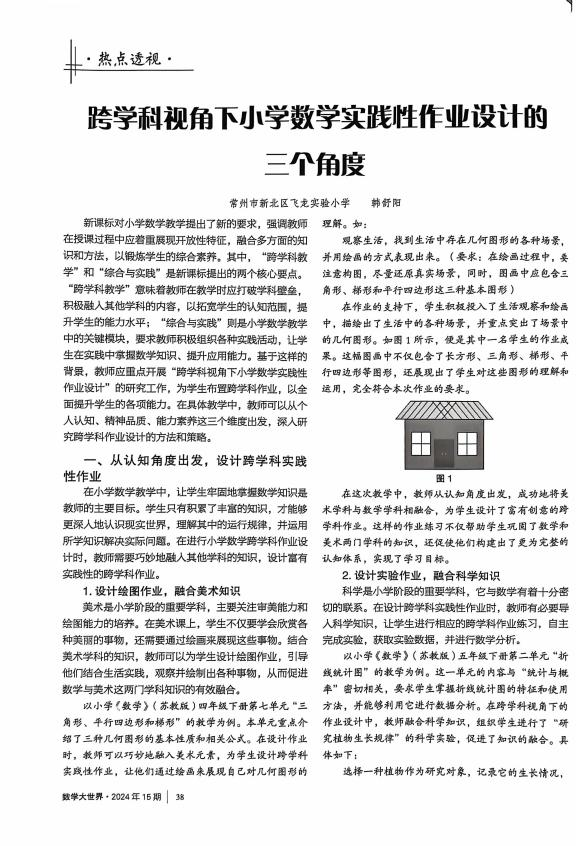 ·热点透视·
跨学科视角下小学数学实践性作业设计的
三个角度
常州市新北区飞龙实验小学 韩舒阳
新课标对小学数学教学提出了新的要求，强调教师
在授课过程中应着重展现开放性特征，融合多方面的知
识和方法，以锻炼学生的综合素养。其中，“跨学科教
学”和“综合与实践”是新课标提出的两个核心要点。
“跨学科教学”意味着教师在教学时应打破学科壁垒，
积极融入其他学科的内容，以拓宽学生的认知范围，提
升学生的能力水平；“综合与实践”则是小学数学教学
中的关键模块，要求教师积极组织各种实践活动，让学
生在实践中掌握数学知识、提升应用能力。基于这样的
背景，教师应重点开展“跨学科视角下小学数学实践性
作业设计”的研究工作，为学生布置跨学科作业，以全
面提升学生的各项能力。在具体教学中，教师可以从个
人认知、精神品质、能力素养这三个维度出发，深入研
究跨学科作业设计的方法和策略。
一、从认知角度出发，设计跨学科实践
性作业
在小学数学教学中，让学生牢固地掌握数学知识是
教师的主要目标。学生只有积累了丰富的知识，才能够
更深人地认识现实世界，理解其中的运行规律，并运用
所学知识解决实际问题。在进行小学数学跨学科作业设
计时，教师需要巧妙地融人其他学科的知识，设计富有
实践性的跨学科作业。
1.设计绘图作业，融合美术知识
美术是小学阶段的重要学科，主要关注审美能力和
绘图能力的培养。在美术课上，学生不仅要学会欣赏各
种美丽的事物，还需要通过绘画来展现这些事物。结合
美术学科的知识，教师可以为学生设计绘图作业，引导
他们结合生活实践，观察并绘制出各种事物，从而促进
数学与美术这两门学科知识的有效融合。
以小学《数学》（苏教版）四年级下册第七单元“三
角形、平行四边形和梯形”的教学为例。本单元重点介
绍了三种几何图形的基本性质和相关公式。在设计作业
时，教师可以巧妙地融入美术元素，为学生设计跨学科
实践性作业，让他们通过绘画来展现自己对几何图形的
理解。如：
观察生活，找到生活中存在几何图形的各种场景，
并用绘画的方式表现出来。（要求：在绘画过程中，要
注意构图，尽量还原真实场景，同时，图画中应包含三
角形、梯形和平行四边形这三种基本图形）
在作业的支持下，学生积极投入了生活观察和绘画
中，描绘出了生活中的各种场景，并重点突出了场景中
的几何图形。如图1所示，便是其中一名学生的作业成
果。这幅图画中不仅包含了长方形、三角形、梯形、平
行四边形等图形，还展现出了学生对这些图形的理解和
运用，完全符合本次作业的要求。
图1
在这次教学中，教师从认知角度出发，成功地将美
术学科与数学学科相融合，为学生设计了富有创意的跨
学科作业。这样的作业练习不仅帮助学生巩固了数学和
美术两门学科的知识，还促使他们构建出了更为完整的
认知体系，实现了学习目标。
2.设计实验作业，融合科学知识
科学是小学阶段的重要学科，它与数学有着十分密
切的联系。在设计跨学科实践性作业时，教师有必要导
人科学知识，让学生进行相应的跨学科作业练习，自主
完成实验，获取实验数据，并进行数学分析。
以小学《数学》（苏教版）五年级下册第二单元“折
线统计图”的教学为例。这一单元的内容与“统计与概
率”密切相关，要求学生掌握折线统计图的特征和使用
方法，并能够利用它进行数据分析。在跨学科视角下的
作业设计中，教师融合科学知识，组织学生进行了“研
究植物生长规律”的科学实验，促进了知识的融合。具
体如下：
选择一种植物作为研究对象，记录它的生长情况，
数学大世界·2024年15期 38